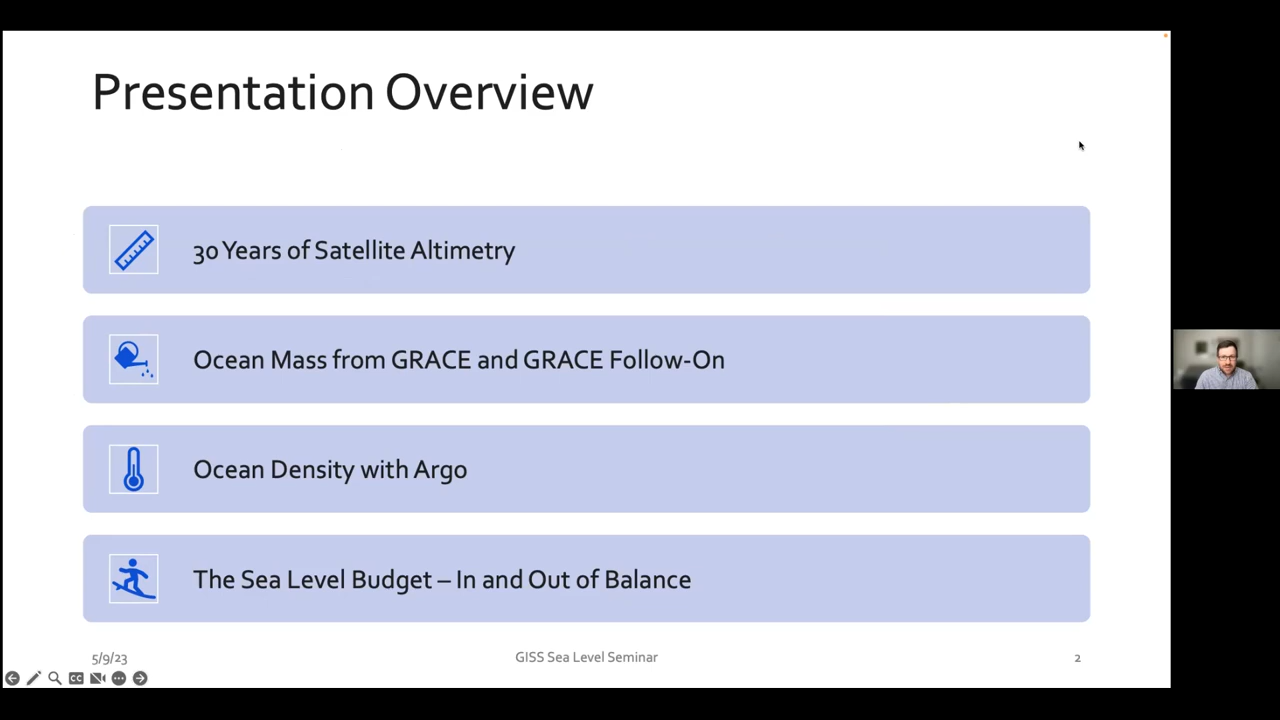 Presentation Overview
30 Years of Satellite Altimetry
Ocean Mass from GRACE and GRACE Follow-On
Ocean Density with Argo
The Sea Level Budget – In and Out of Balance
5/9/23
GISS Sea Level Seminar
2
CC